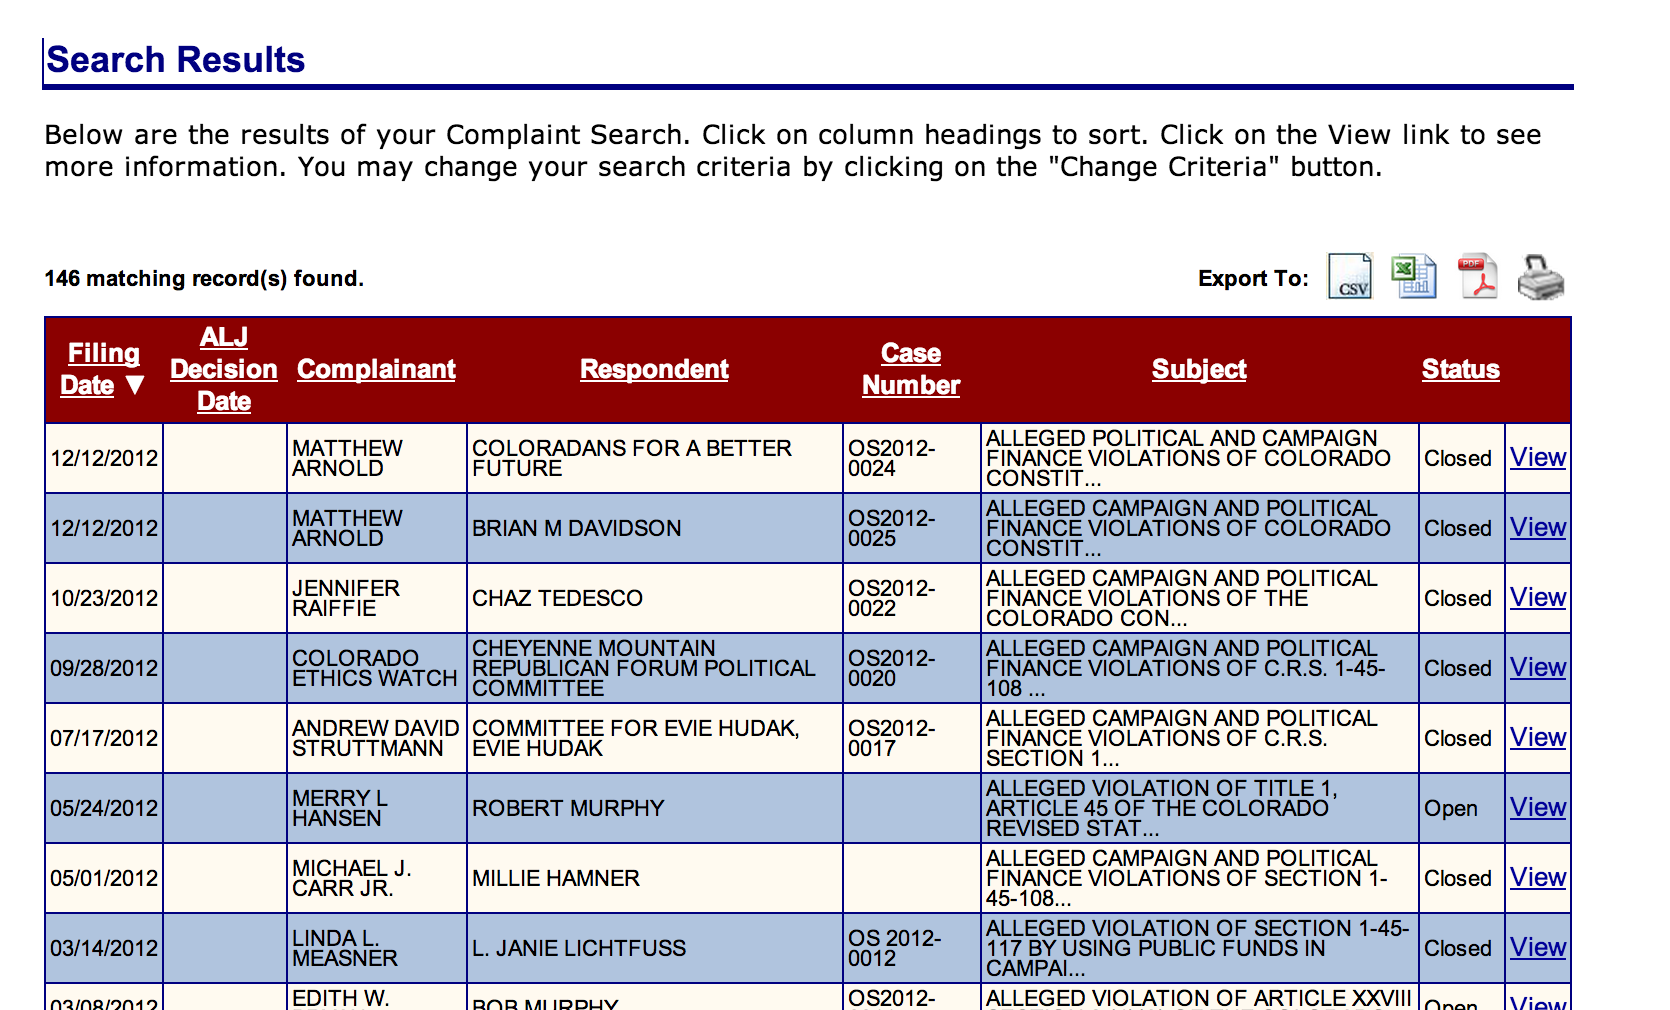 Search Results
Below are the results of your Complaint Search. Click on column headings to sort. Click on the View link to see
more information. You may change your search criteria by clicking on the "Change Criteria" button.
146 matching record(s) found.
Export To:
CSV
PDF
Filing
Date ▼
ALJ
Decision
Date
Complainant
Respondent
Case
Number
Subject
Status
12/12/2012
MATTHEW
ARNOLD
COLORADANS FOR A BETTER
FUTURE
OS2012-
0024
ALLEGED POLITICAL AND CAMPAIGN
FINANCE VIOLATIONS OF COLORADO
CONSTIT...
Closed
View
12/12/2012
MATTHEW
ARNOLD
BRIAN M DAVIDSON
OS2012-
0025
ALLEGED CAMPAIGN AND POLITICAL
FINANCE VIOLATIONS OF COLORADO
CONSTIT...
Closed
View
10/23/2012
JENNIFER
RAIFFIE
CHAZ TEDESCO
OS2012-
0022
ALLEGED CAMPAIGN AND POLITICAL
FINANCE VIOLATIONS OF THE
COLORADO CON...
Closed
View
09/28/2012
COLORADO
ETHICS WATCH
CHEYENNE MOUNTAIN
REPUBLICAN FORUM POLITICAL
COMMITTEE
OS2012-
0020
ALLEGED CAMPAIGN AND POLITICAL
FINANCE VIOLATIONS OF C.R.S. 1-45-
108 ...
Closed
View
07/17/2012
ANDREW DAVID
STRUTTMANN
COMMITTEE FOR EVIE HUDAK,
EVIE HUDAK
OS2012-
0017
ALLEGED CAMPAIGN AND POLITICAL
FINANCE VIOLATIONS OF C.R.S.
SECTION 1...
Closed
View
05/24/2012
MERRY L
HANSEN
ROBERT MURPHY
ALLEGED VIOLATION OF TITLE 1,
ARTICLE 45 OF THE COLORADO
REVISED STAT...
Open
View
05/01/2012
MICHAEL J.
CARR JR.
MILLIE HAMNER
ALLEGED CAMPAIGN AND POLITICAL
FINANCE VIOLATIONS OF SECTION 1-
45-108...
Closed
View
03/14/2012
LINDA L.
MEASNER
L. JANIE LICHTFUSS
OS 2012-
0012
ALLEGED VIOLATION OF SECTION 1-45-
117 BY USING PUBLIC FUNDS IN
CAMPAI...
Closed
View
03/08/2012
EDITH W.
BOB MURPHY
OS2012-
ALLEGED VIOLATION OF ARTICLE XXVIII
Open
View